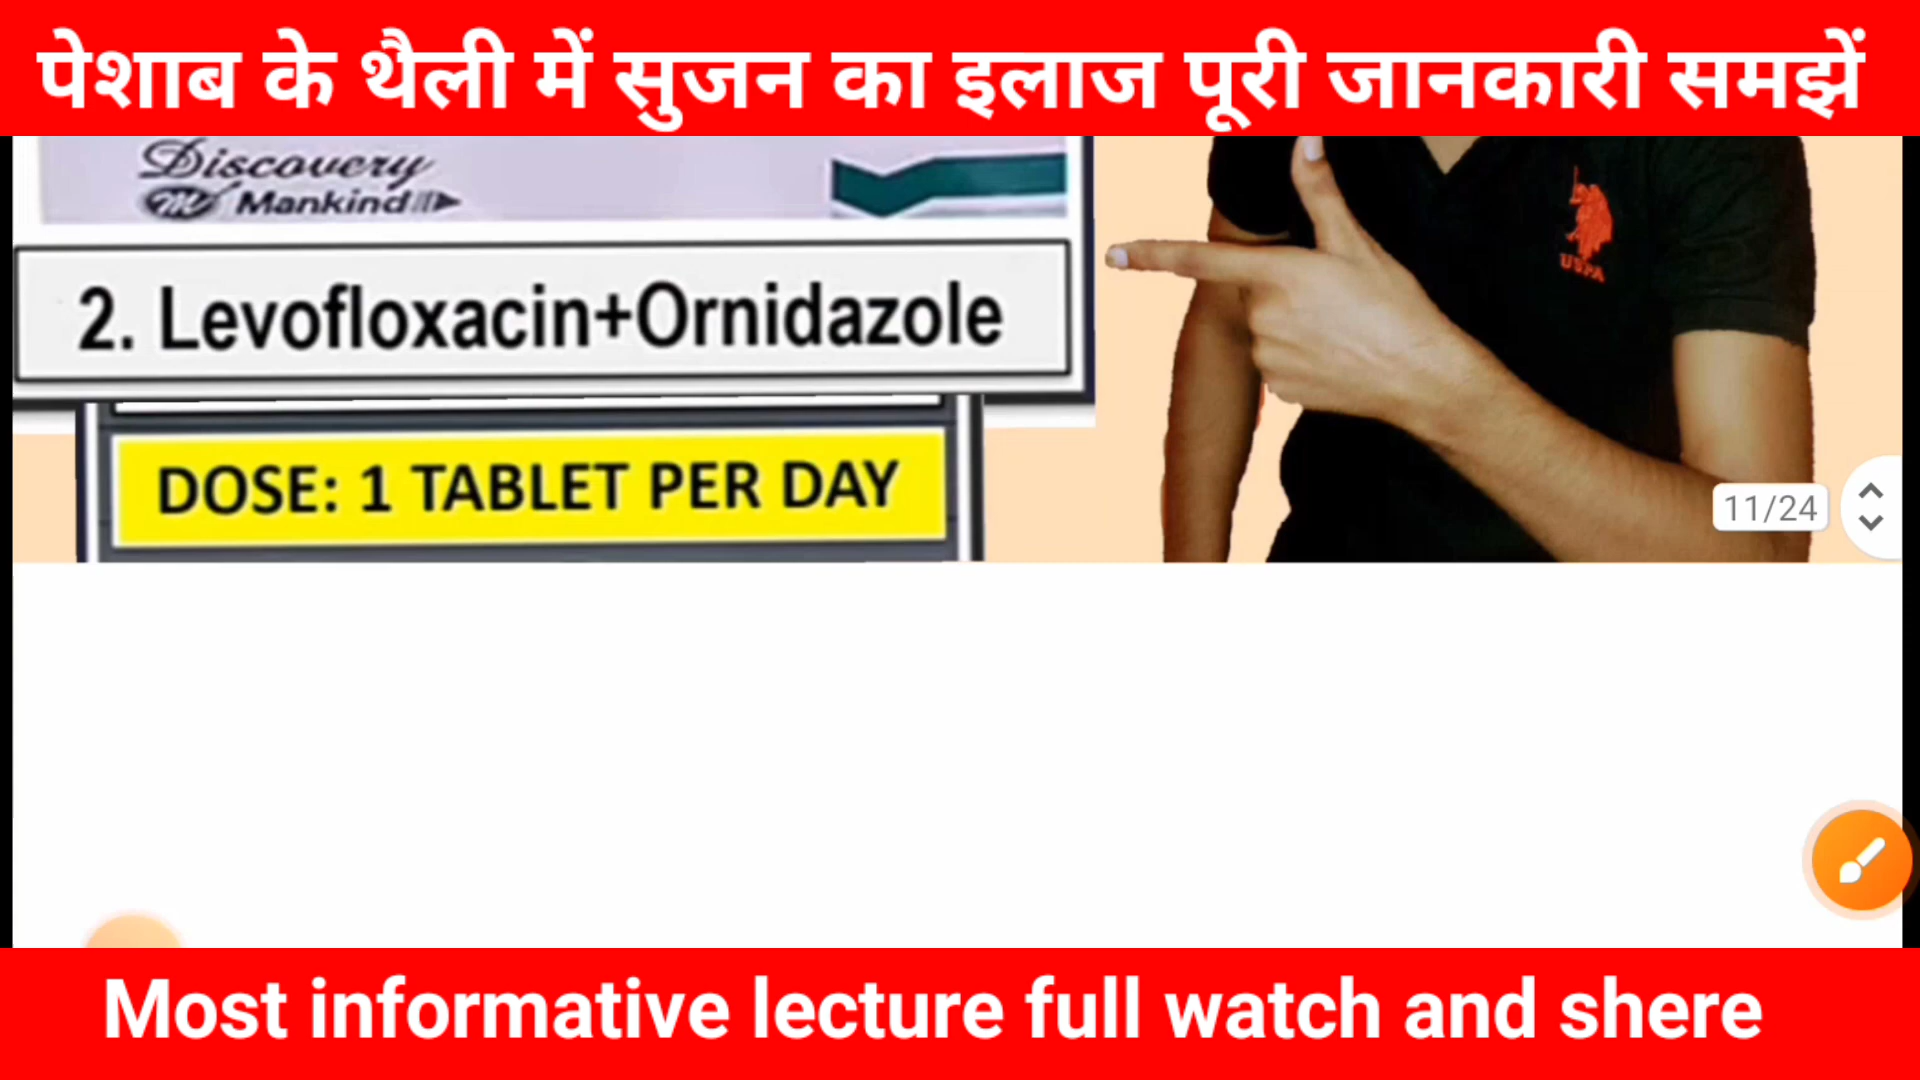 पेशाब के थैली में सुजन का इलाज पूरी जानकारी समझें
Discovery
Mankind
2. Levofloxacin+Ornidazole
USPA
DOSE: 1 TABLET PER DAY
11/24
Most informative lecture full watch and shere